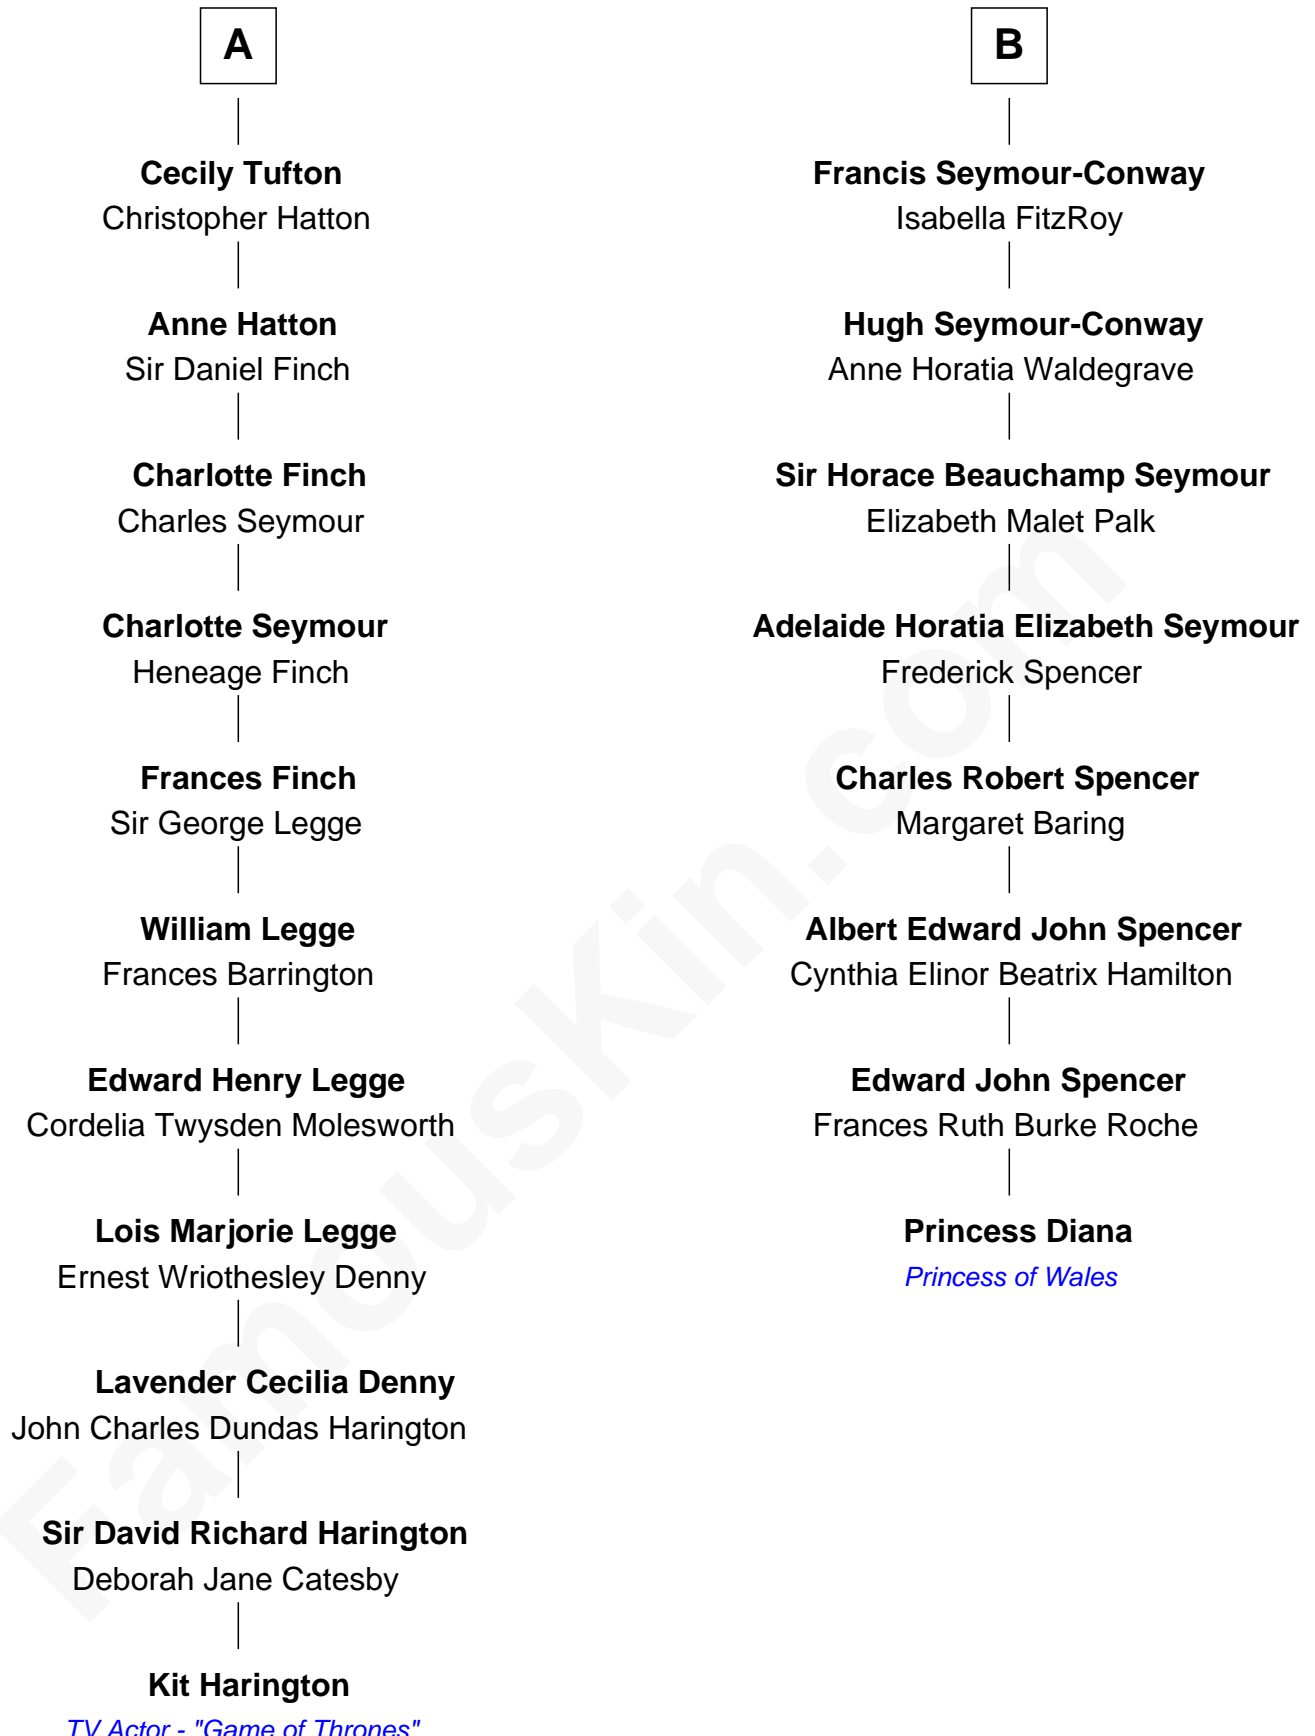 A
Cecily Tufton
Christopher Hatton
Anne Hatton
Sir Daniel Finch
Charlotte Finch
Charles Seymour
Charlotte Seymour
Heneage Finch
Frances Finch
Sir George Legge
William Legge
Frances Barrington
Edward Henry Legge
Cordelia Twysden Molesworth
Lois Marjorie Legge
Ernest Wriothesley Denny
Lavender Cecilia Denny
John Charles Dundas Harington
Sir David Richard Harington
Deborah Jane Catesby
Kit Harington
TV Actor - "Game of Thrones"
B
Francis Seymour-Conway
Isabella FitzRoy
Hugh Seymour-Conway
Anne Horatia Waldegrave
Sir Horace Beauchamp Seymour
Elizabeth Malet Palk
Adelaide Horatia Elizabeth Seymour
Frederick Spencer
Charles Robert Spencer
Margaret Baring
Albert Edward John Spencer
Cynthia Elinor Beatrix Hamilton
Edward John Spencer
Frances Ruth Burke Roche
Princess Diana
Princess of Wales
FamousKin.com